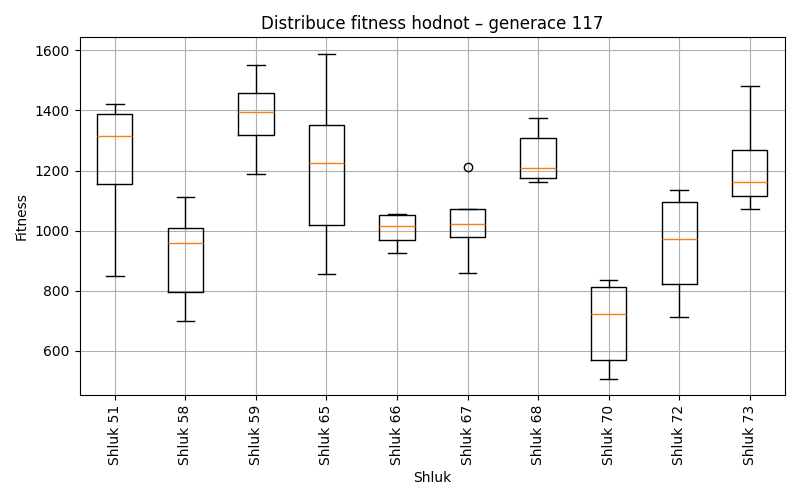 Distribuce fitness hodnot – generace 117
Fitness
1600
1400
1200
1000
800
600
Shluk 51
Shluk 58
Shluk 59
Shluk 65
Shluk 66
Shluk 67
Shluk 68
Shluk 70
Shluk 72
Shluk 73
Shluk